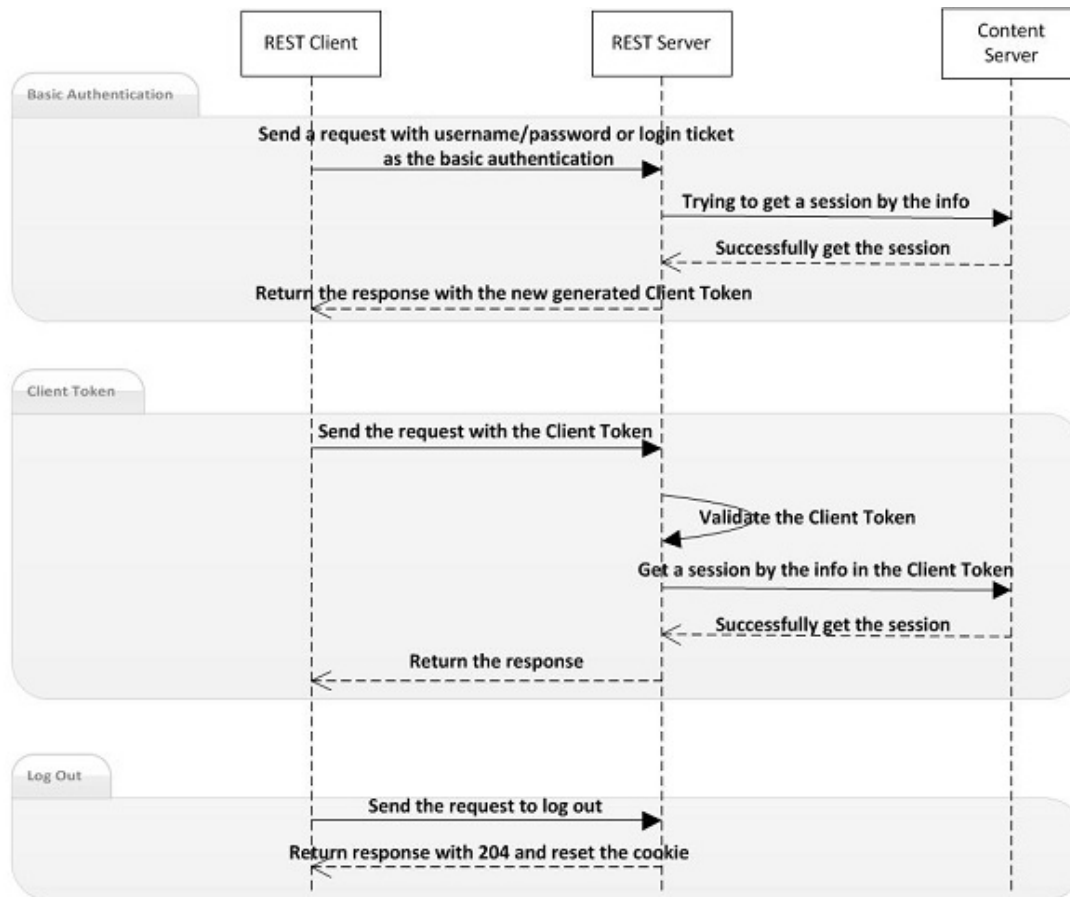 REST Client
REST Server
Content
Server
Basic Authentication
Send a request with username/password or login ticket
as the basic authentication
Trying to get a session by the info
Successfully get the session
Return the response with the new generated Client Token
Client Token
Send the request with the Client Token
Validate the Client Token
Get a session by the info in the Client Token
Successfully get the session
Return the response
Log Out
Send the request to log out
Return response with 204 and reset the cookie